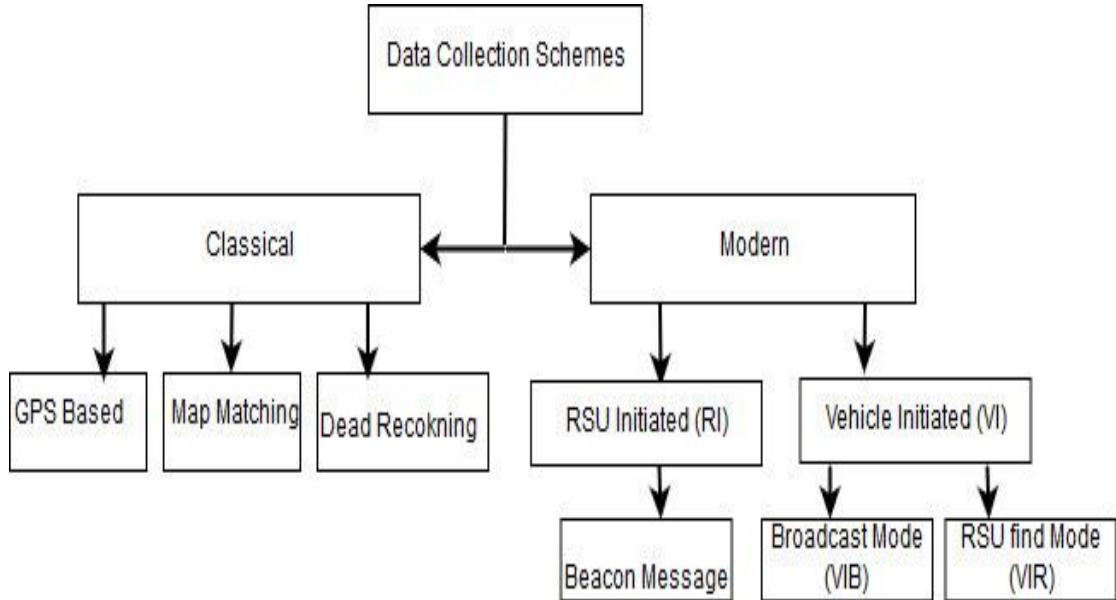 Data Collection Schemes
Classical
Modern
GPS Based
Map Matching
Dead Recokning
RSU Initiated (RI)
Vehicle Initiated (VI)
Beacon Message
Broadcast Mode
(VIB)
RSU find Mode
(VIR)